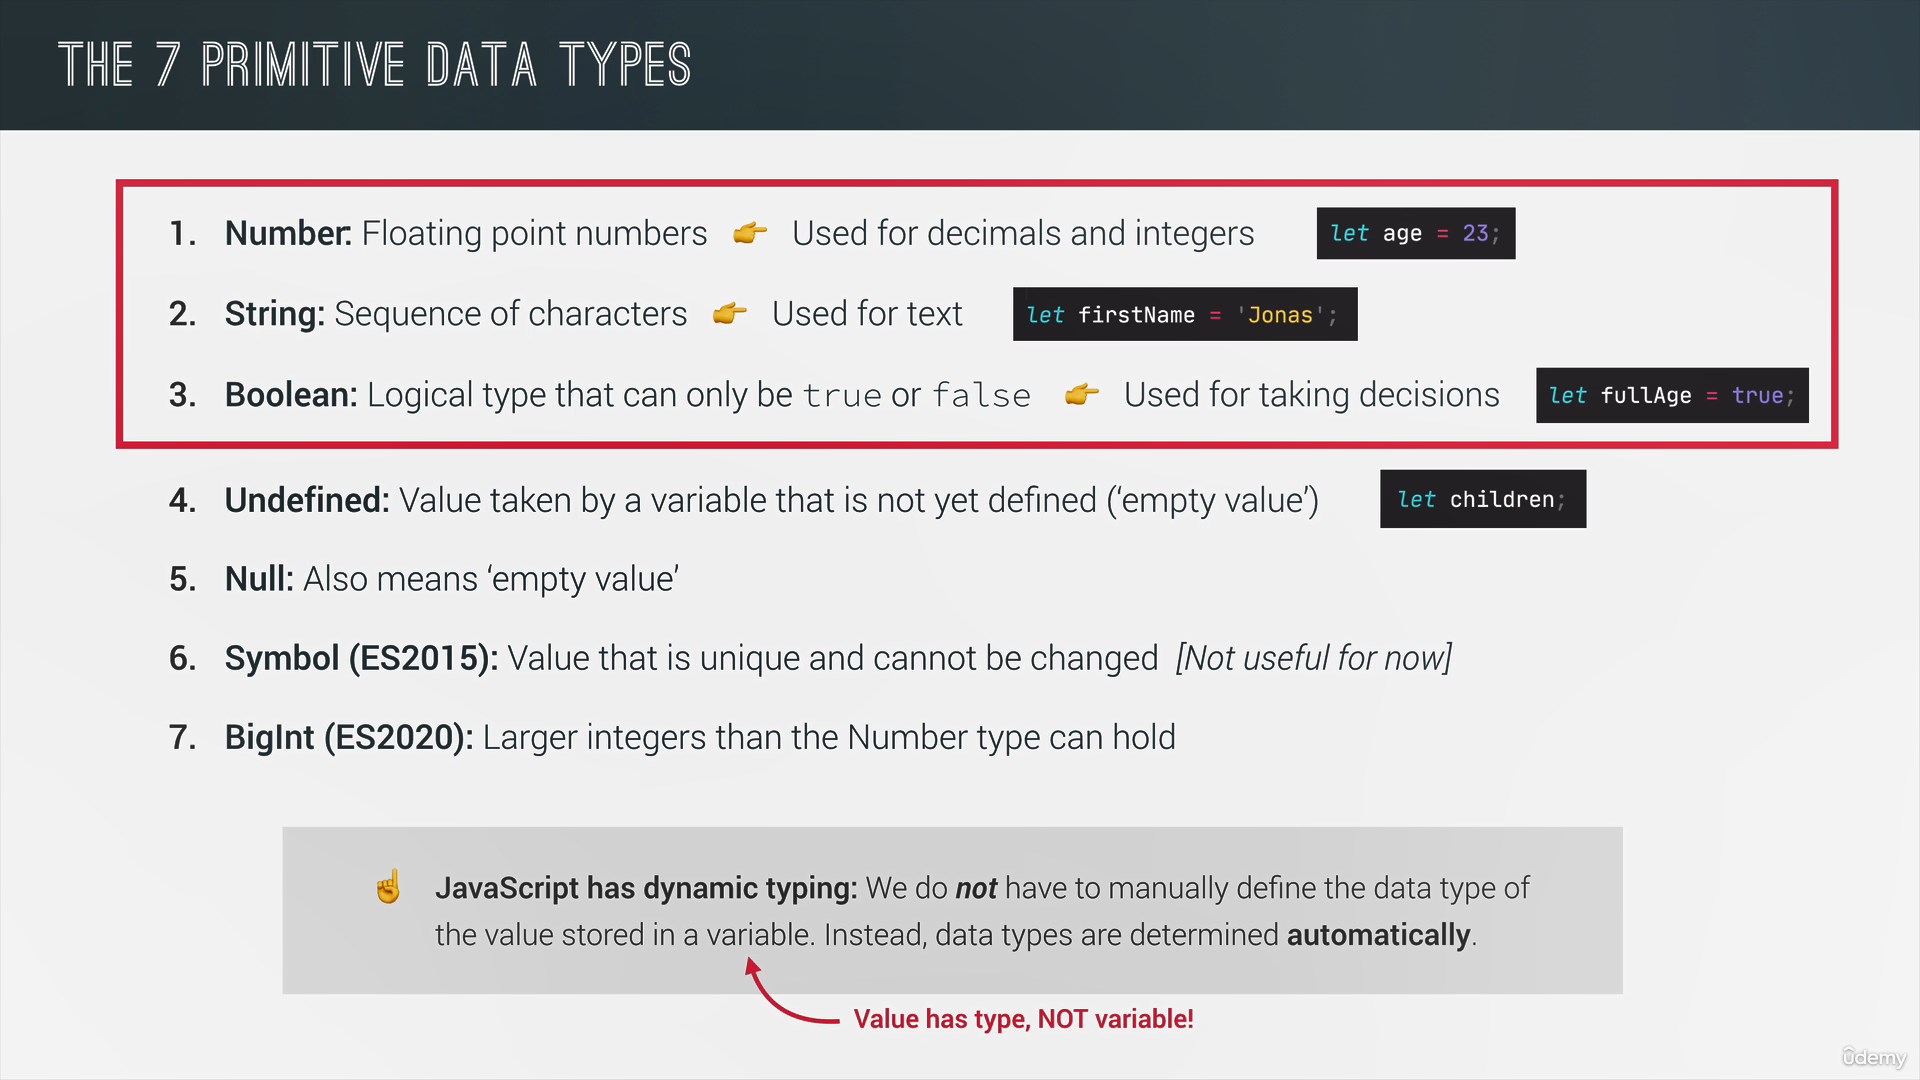 THE 7 PRIMITIVE DATA TYPES
1. Number: Floating point numbers 👉 Used for decimals and integers let age = 23;
2. String: Sequence of characters 👉 Used for text let firstName = 'Jonas';
3. Boolean: Logical type that can only be true or false 👉 Used for taking decisions let fullAge = true;
4. Undefined: Value taken by a variable that is not yet defined (‘empty value’) let children;
5. Null: Also means ‘empty value’
6. Symbol (ES2015): Value that is unique and cannot be changed [Not useful for now]
7. BigInt (ES2020): Larger integers than the Number type can hold
☝️ JavaScript has dynamic typing: We do not have to manually define the data type of
the value stored in a variable. Instead, data types are determined automatically.
Value has type, NOT variable!
ûdemy